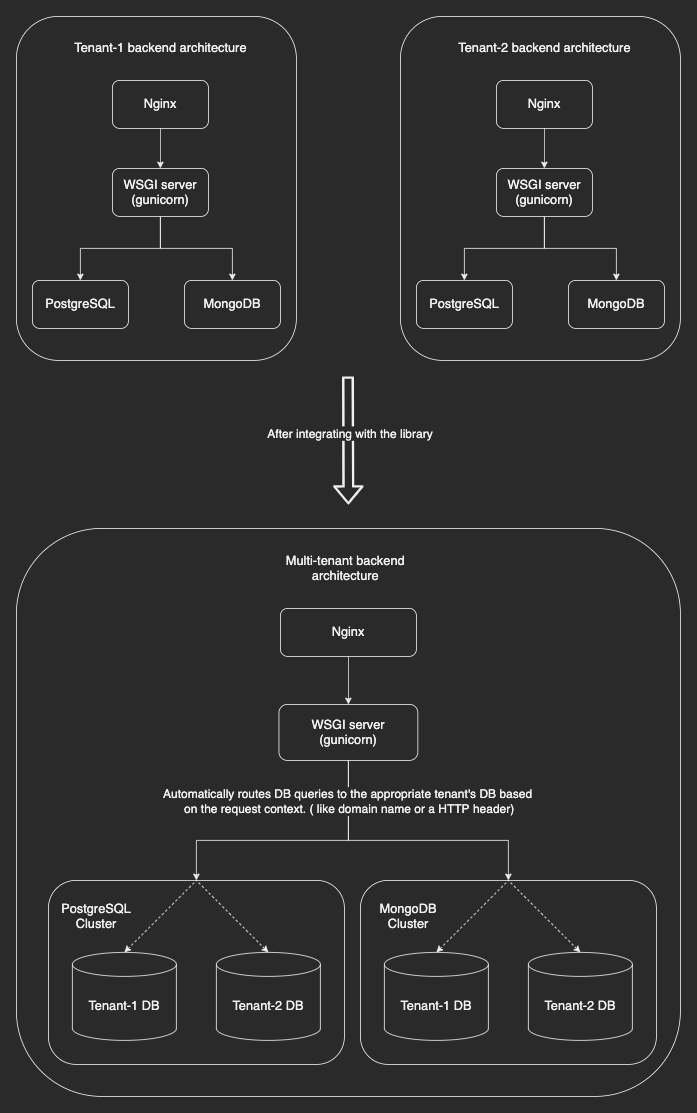 Tenant-1 backend architecture
Nginx
WSGI server
(gunicorn)
PostgreSQL
MongoDB
Tenant-2 backend architecture
Nginx
WSGI server
(gunicorn)
PostgreSQL
MongoDB
After integrating with the library
Multi-tenant backend
architecture
Nginx
WSGI server
(gunicorn)
Automatically routes DB queries to the appropriate tenant's DB based
on the request context. ( like domain name or a HTTP header)
PostgreSQL
Cluster
Tenant-1 DB
Tenant-2 DB
MongoDB
Cluster
Tenant-1 DB
Tenant-2 DB